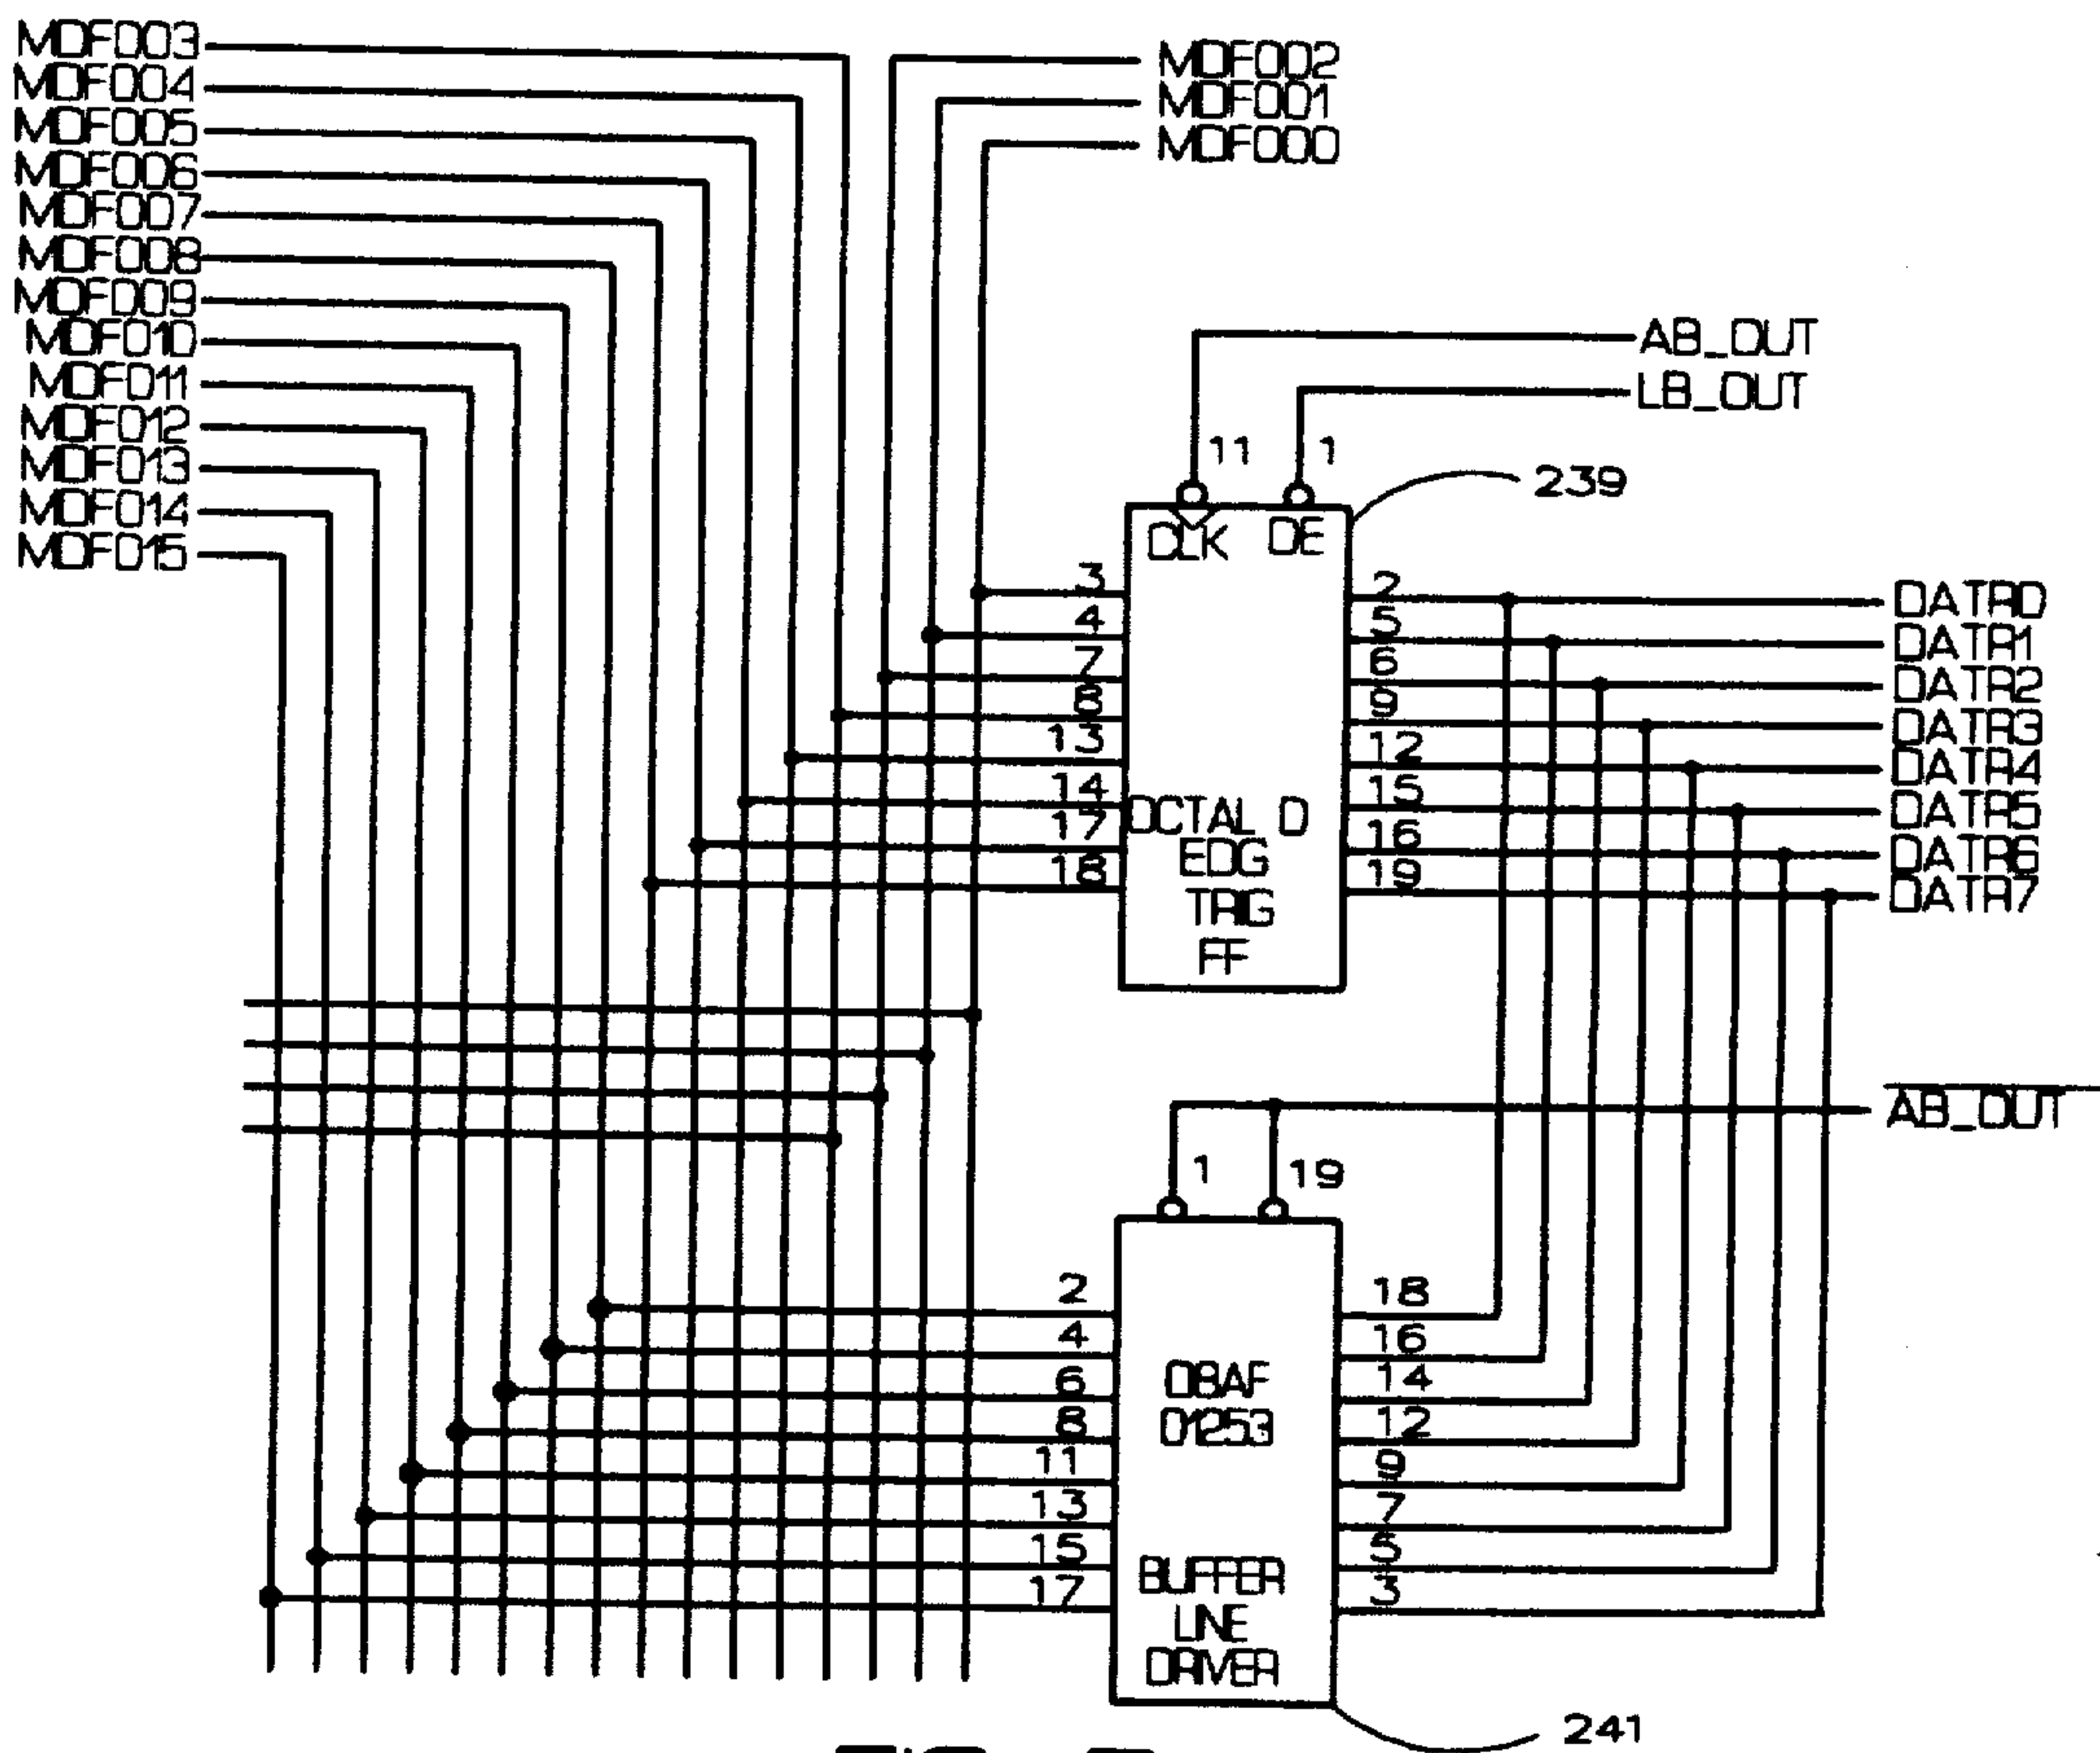 MDF003
MDF004
MDF005
MDF006
MDF007
MDF008
MDF009
MDF010
MDF011
MDF012
MDF013
MDF014
MDF015
MDF002
MDF001
MDF000
AB_OUT
LB_OUT
11
1
239
CLK
OE
3
4
7
8
13
14
17
18
OCTAL D
EDG
TRIG
FF
2
5
6
9
12
15
16
19
DATR0
DATR1
DATR2
DATR3
DATR4
DATR5
DATR6
DATR7
AB_OUT
1
19
2
4
6
8
11
13
15
17
OBAF
01253
BUFFER
LINE
DRIVER
18
16
14
12
9
7
5
3
241